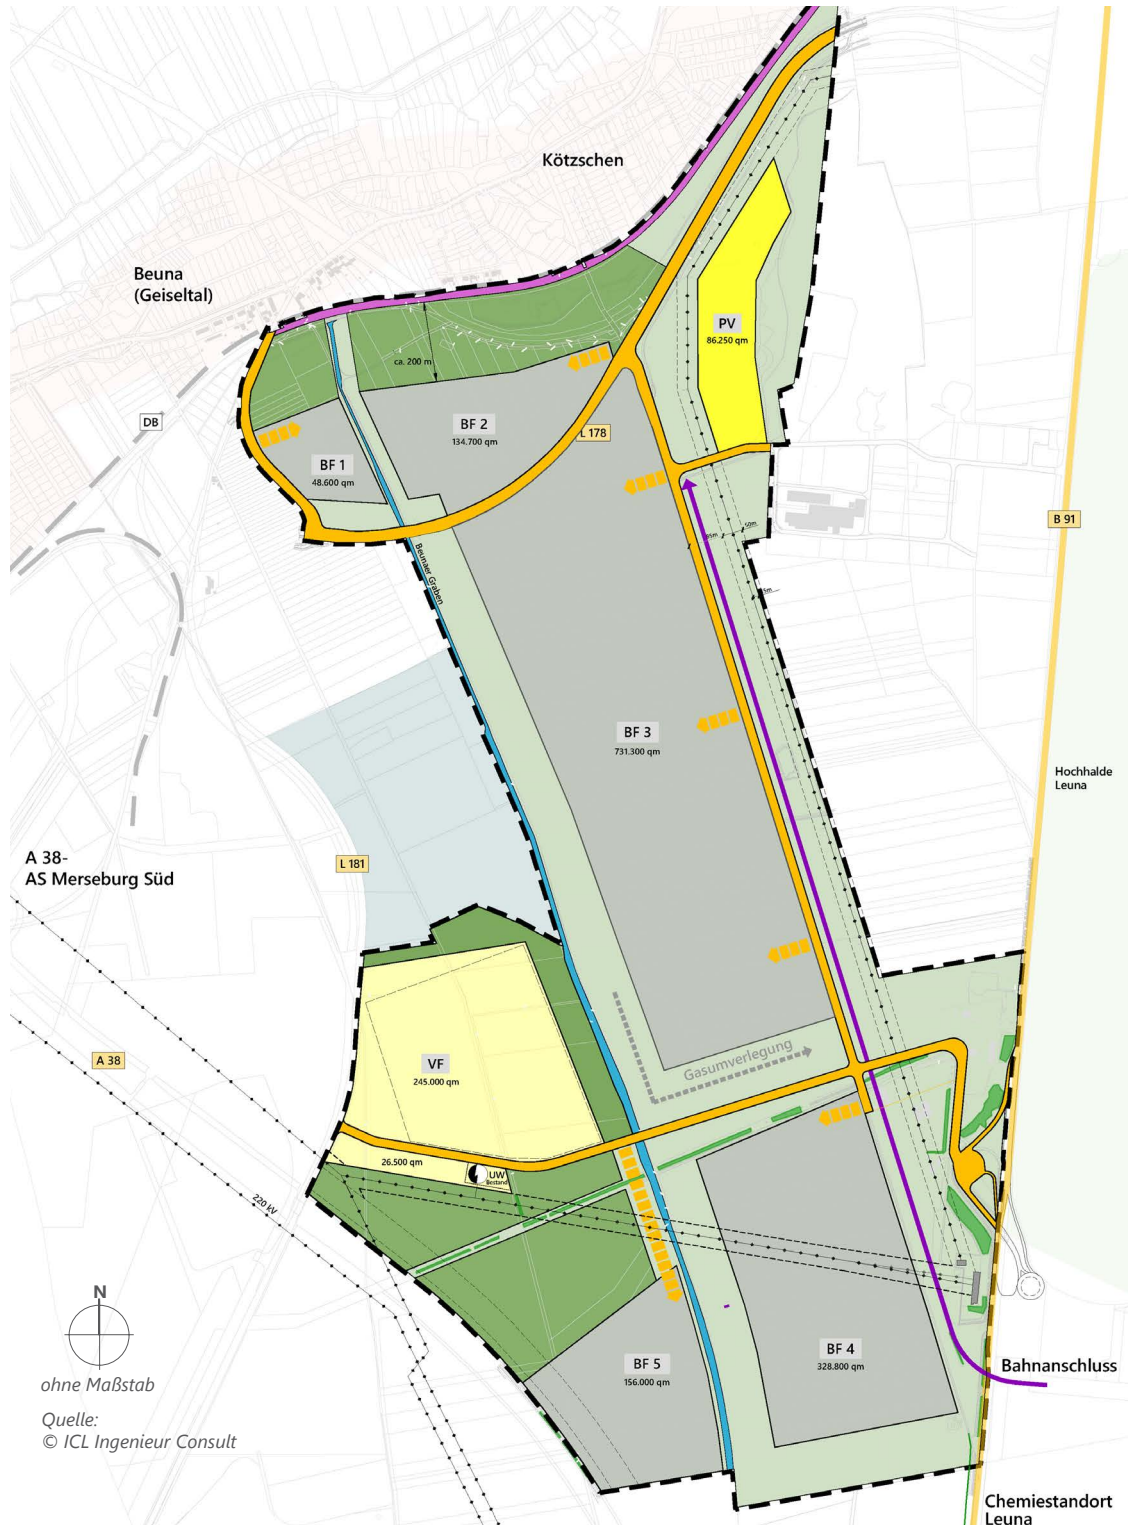 Kötzschen
Beuna
(Geiseltal)
PV
86.250 qm
ca. 200 m
DB
BF 2
134.700 qm
L 178
BF 1
48.600 qm
B 91
50m
Beunaer Graben
BF 3
731.300 qm
Hochhalde
Leuna
A 38-
AS Merseburg Süd
L 181
Gasumverlegung
A 38
VF
245.000 qm
26.500 qm
UW
Bestand
220 kV
N
ohne Maßstab
Quelle:
© ICL Ingenieur Consult
BF 4
328.800 qm
BF 5
156.000 qm
Bahnanschluss
Chemiestandort
Leuna